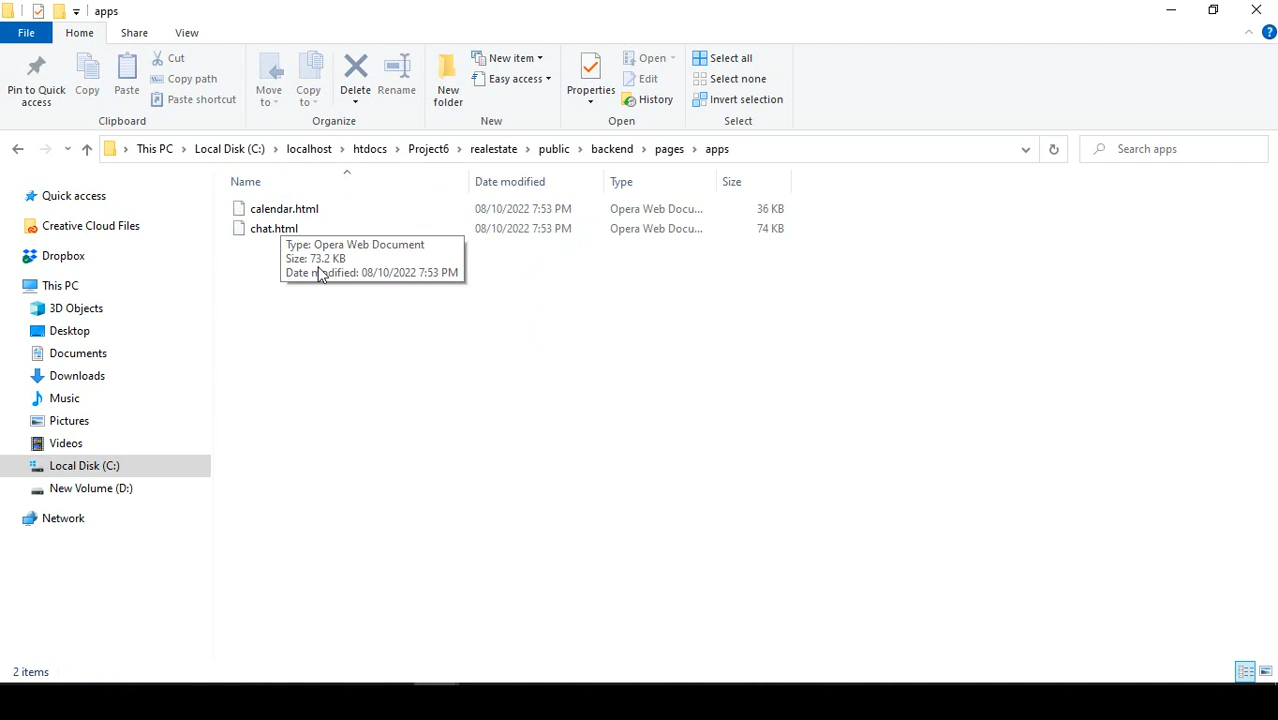 apps
File Home Share View
Pin to Quick access
Copy
Paste
Cut
Copy path
Paste shortcut
Clipboard
Move to
Copy to
Delete
Rename
Organize
New folder
New item
Easy access
New
Properties
Open
Edit
History
Open
Select all
Select none
Invert selection
Select
This PC > Local Disk (C:) > localhost > htdocs > Project6 > realestate > public > backend > pages > apps
Search apps
Name Date modified Type Size
calendar.html 08/10/2022 7:53 PM Opera Web Docu... 36 KB
chat.html 08/10/2022 7:53 PM Opera Web Docu... 74 KB
Type: Opera Web Document
Size: 73.2 KB
Date modified: 08/10/2022 7:53 PM
Quick access
Creative Cloud Files
Dropbox
This PC
3D Objects
Desktop
Documents
Downloads
Music
Pictures
Videos
Local Disk (C:)
New Volume (D:)
Network
2 items